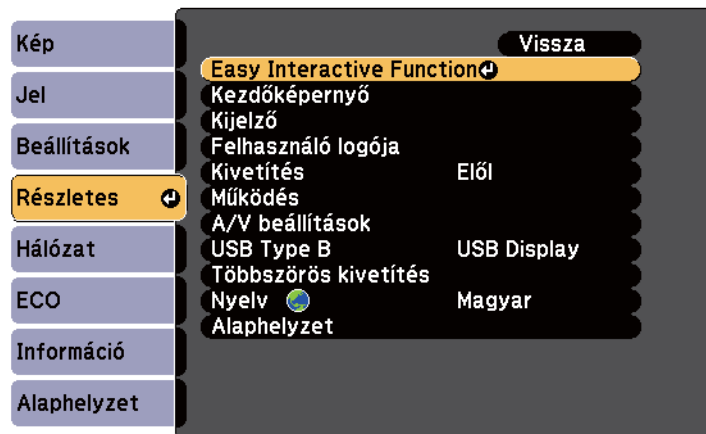 Kép
Jel
Beállítások
Részletes
Hálózat
ECO
Információ
Alaphelyzet
Vissza
Easy Interactive Function
Kezdőképernyő
Kijelző
Felhasználó logója
Kivetítés Elől
Működés
A/V beállítások
USB Type B USB Display
Többszörös kivetítés
Nyelv Magyar
Alaphelyzet